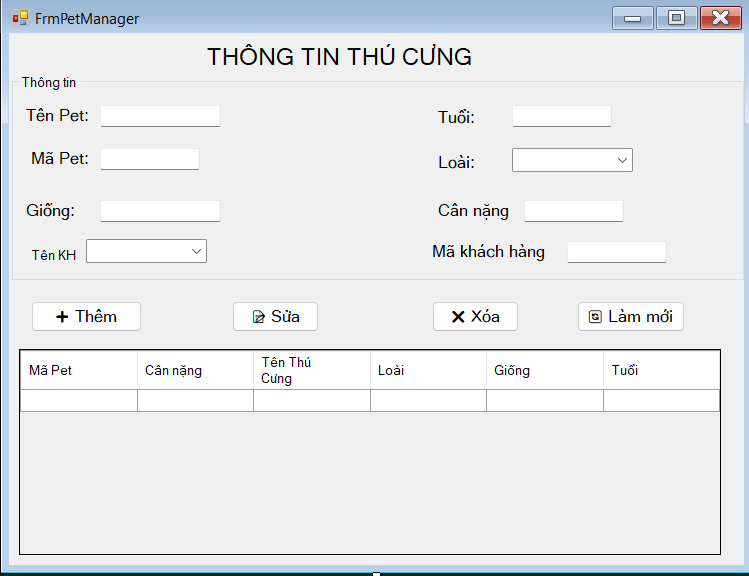 FrmPetManager
THÔNG TIN THÚ CƯNG
Thông tin
Tên Pet:
Tuổi:
Mã Pet:
Loài:
Giống:
Cân nặng
Tên KH
Mã khách hàng
Thêm
Sửa
Xóa
Làm mới
Mã Pet
Cân nặng
Tên Thú
Cưng
Loài
Giống
Tuổi